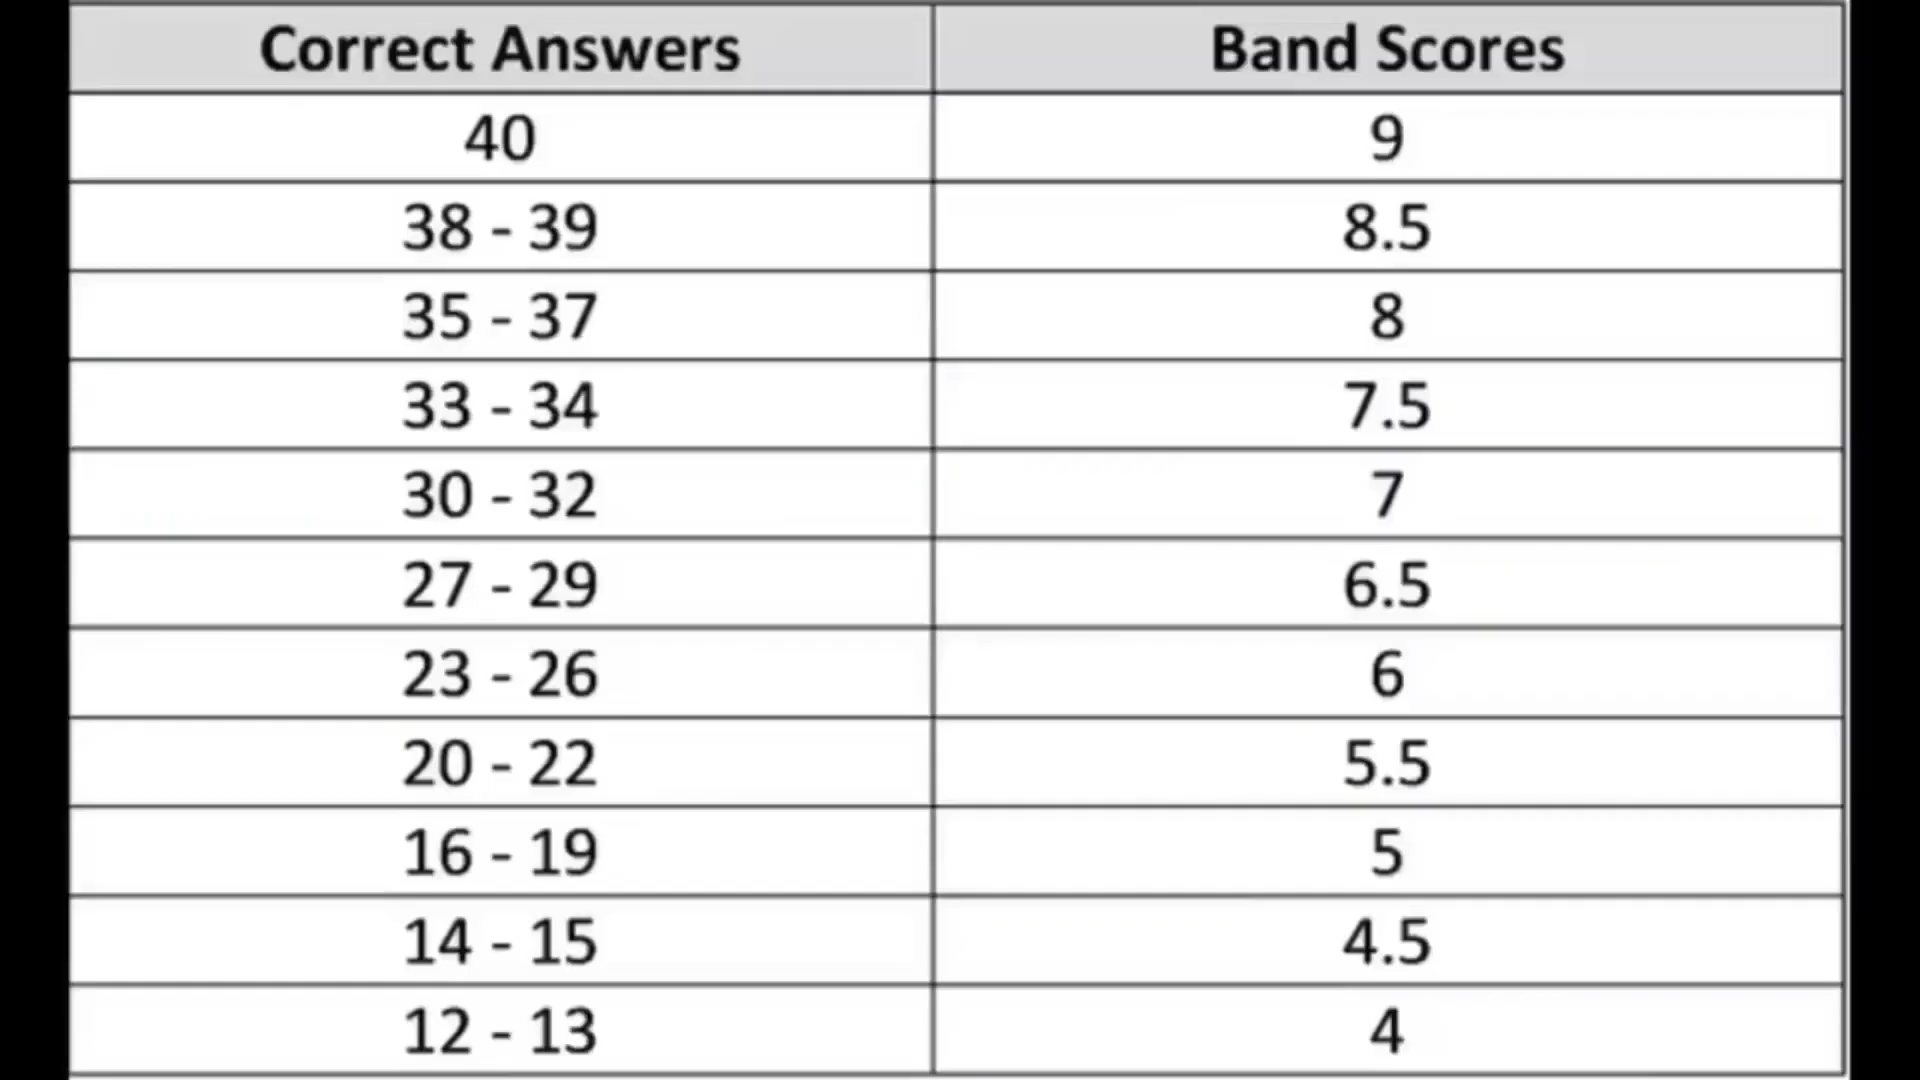 Correct Answers Band Scores
40 9
38 - 39 8.5
35 - 37 8
33 - 34 7.5
30 - 32 7
27 - 29 6.5
23 - 26 6
20 - 22 5.5
16 - 19 5
14 - 15 4.5
12 - 13 4